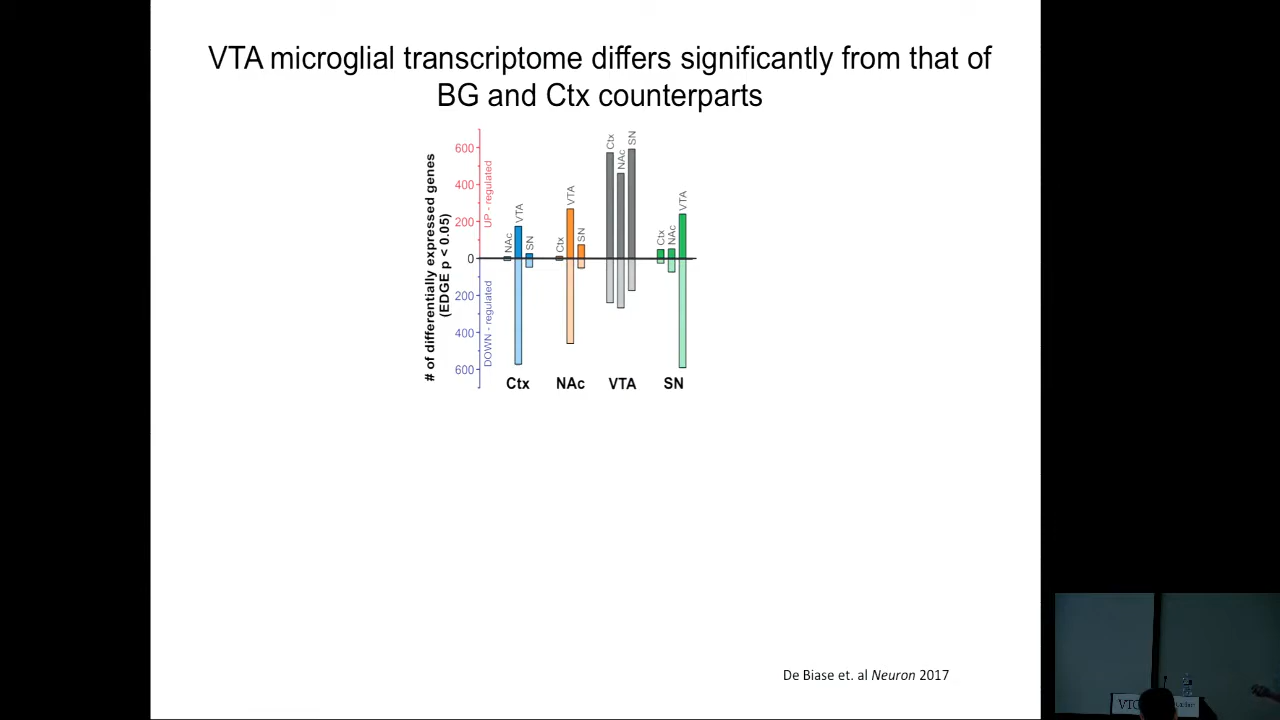 VTA microglial transcriptome differs significantly from that of
BG and Ctx counterparts
# of differentially expressed genes
(EDGE p < 0.05)
600
400
200
0
200
400
600
UP - regulated
DOWN - regulated
NAc
VTA
SN
Ctx
VTA
SN
Ctx
NAc
SN
Ctx
NAc
VTA
Ctx
NAc
VTA
SN
De Biase et. al Neuron 2017